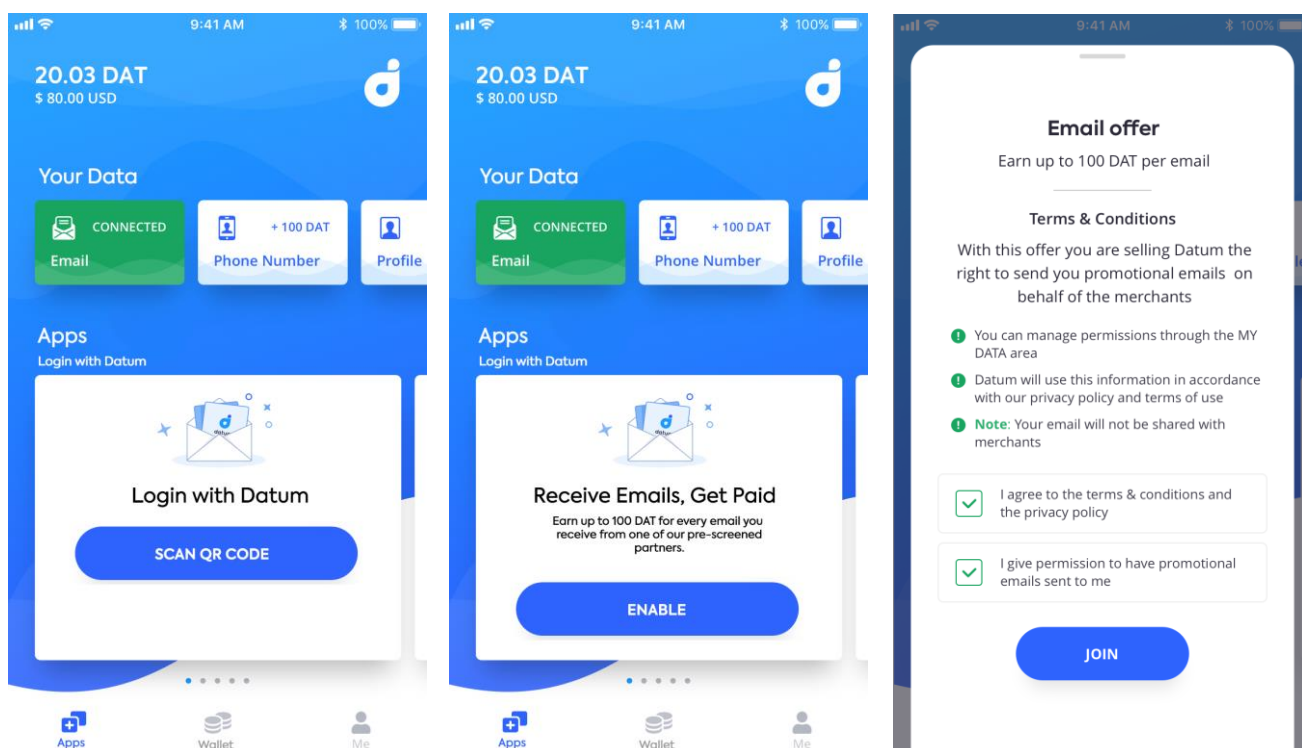 9:41 AM
100%
20.03 DAT
$ 80.00 USD
Your Data
CONNECTED
Email
+ 100 DAT
Phone Number
Profile
Apps
Login with Datum
datum
Login with Datum
SCAN QR CODE
Apps
Wallet
Me
9:41 AM
100%
20.03 DAT
$ 80.00 USD
Your Data
CONNECTED
Email
+ 100 DAT
Phone Number
Profile
Apps
Login with Datum
datum
Receive Emails, Get Paid
Earn up to 100 DAT for every email you
receive from one of our pre-screened
partners.
ENABLE
Apps
Wallet
Me
9:41 AM
100%
Email offer
Earn up to 100 DAT per email
Terms & Conditions
With this offer you are selling Datum the
right to send you promotional emails on
behalf of the merchants
You can manage permissions through the MY
DATA area
Datum will use this information in accordance
with our privacy policy and terms of use
Note: Your email will not be shared with
merchants
I agree to the terms & conditions and
the privacy policy
I give permission to have promotional
emails sent to me
JOIN